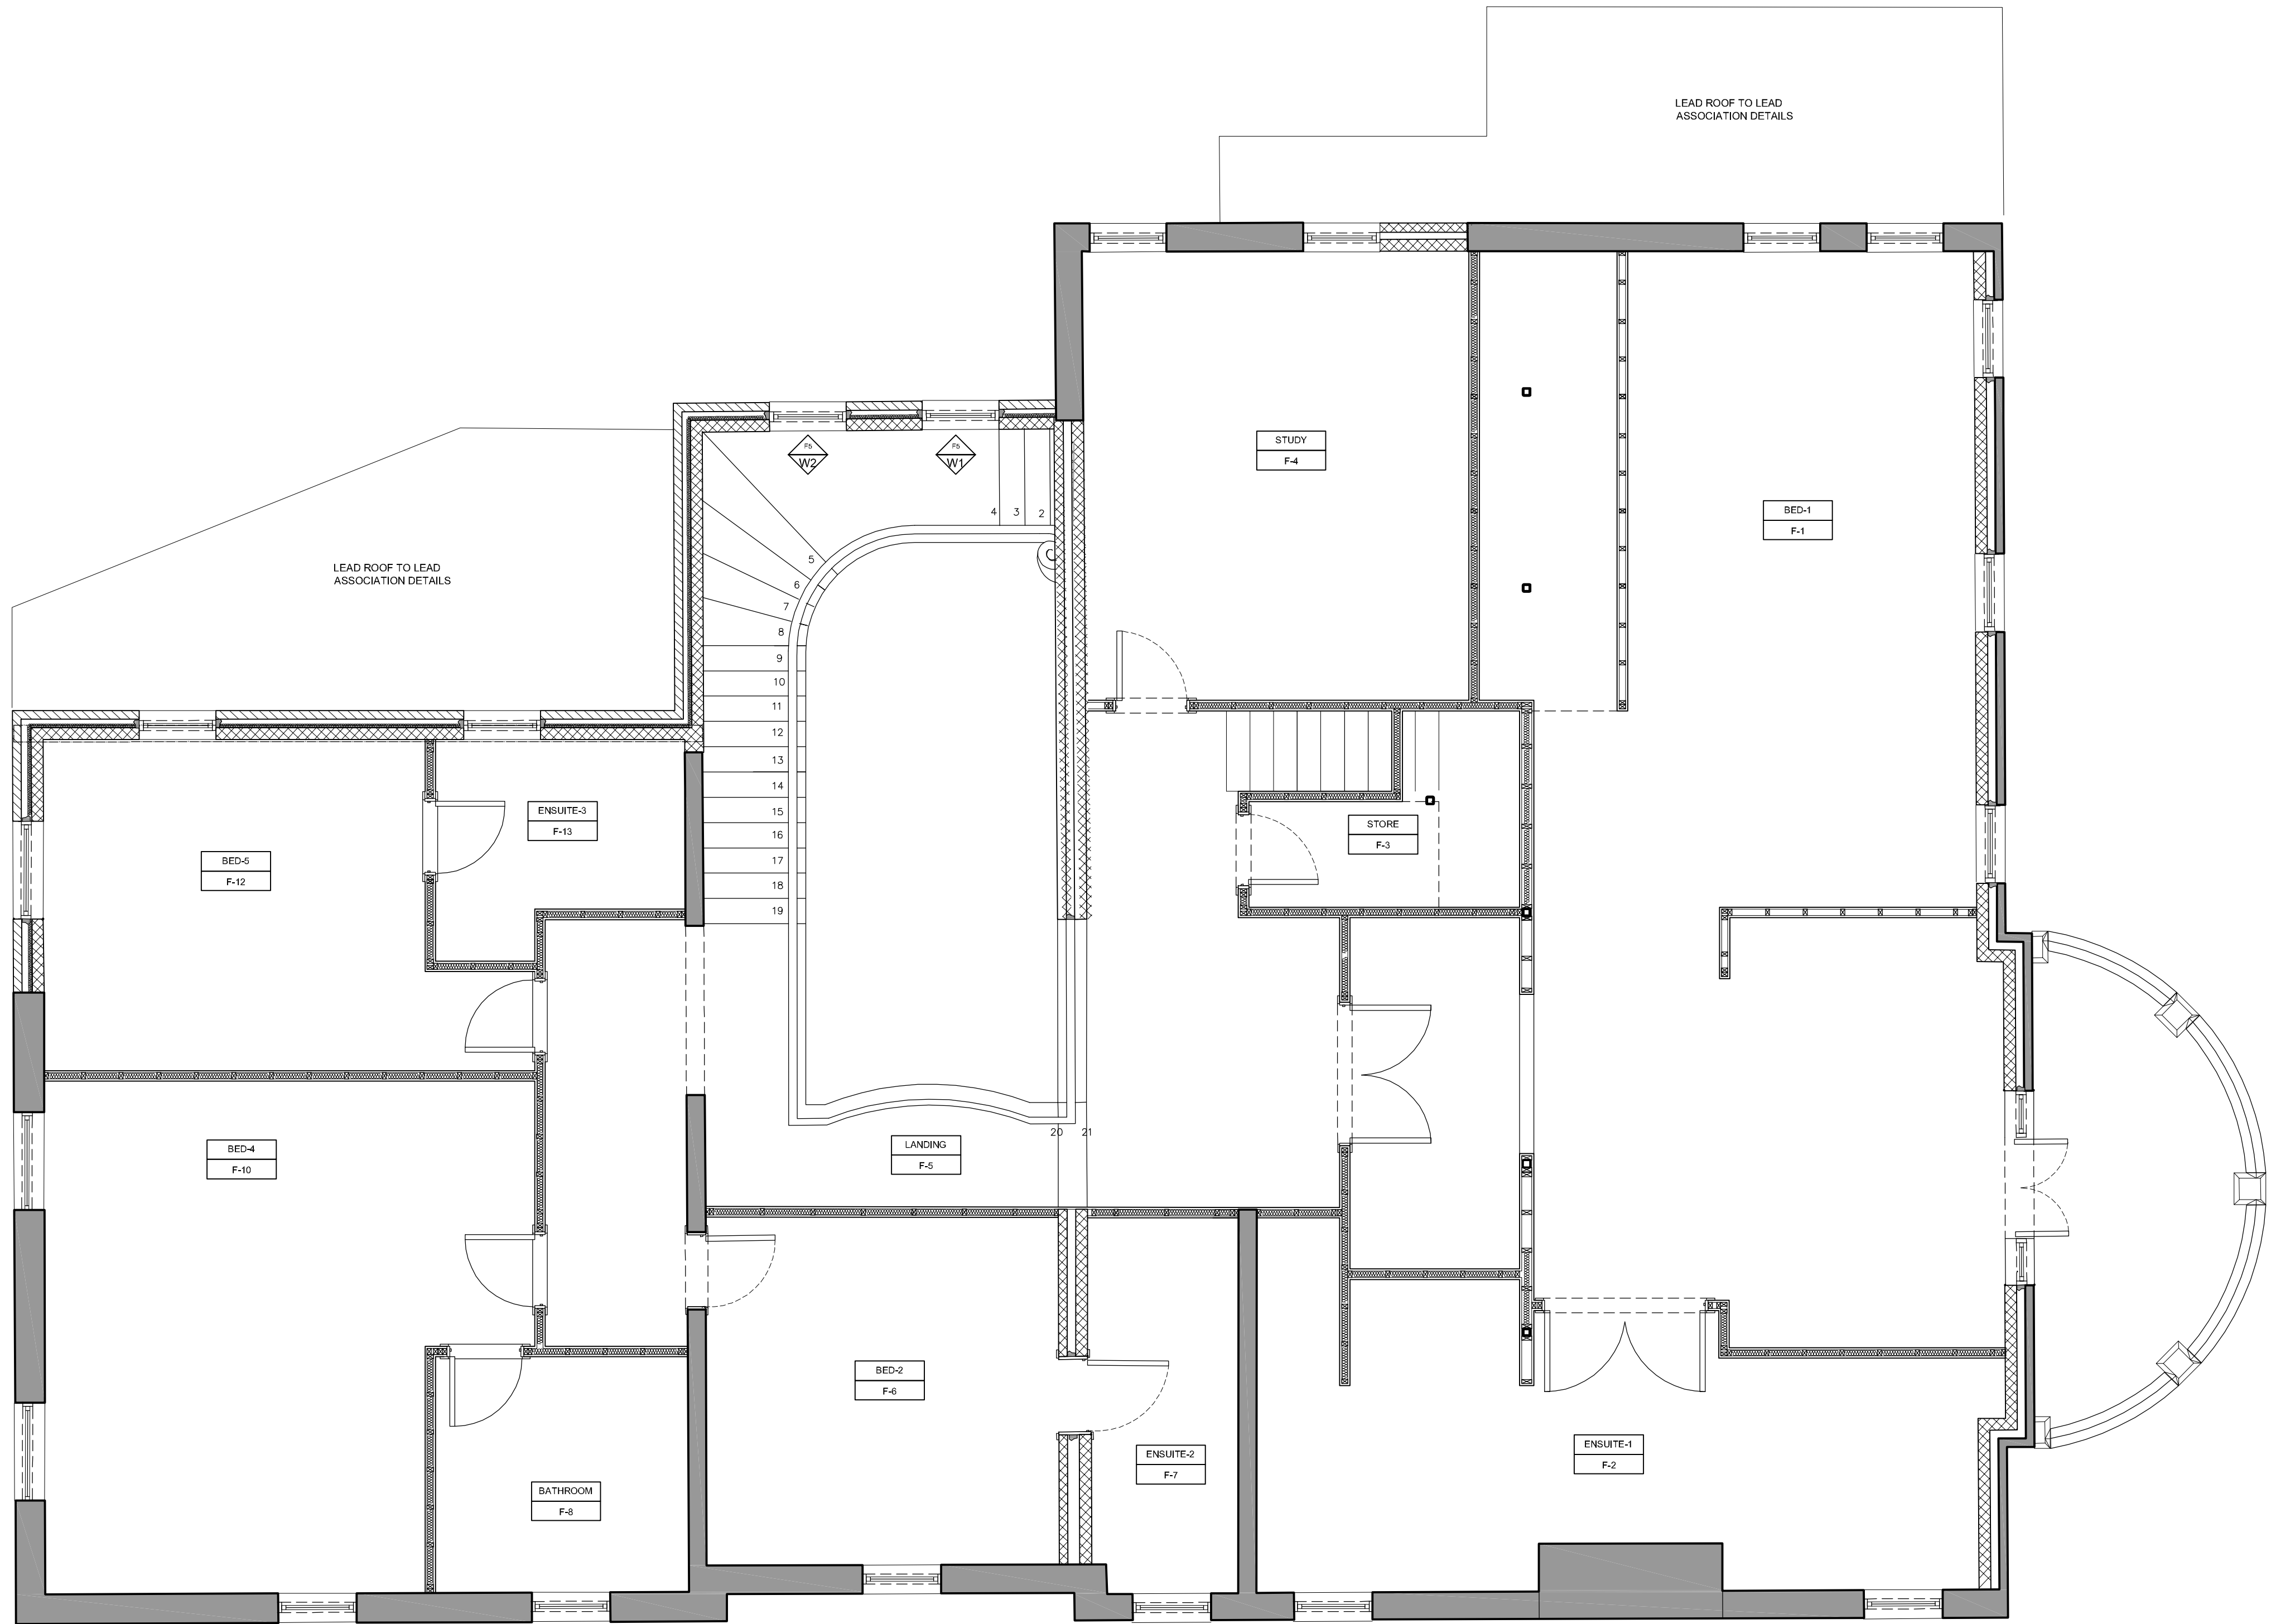 LEAD ROOF TO LEAD
ASSOCIATION DETAILS
LEAD ROOF TO LEAD
ASSOCIATION DETAILS
STUDY
F-4
F5
W2
F5
W1
BED-1
F-1
4 3 2
5
6
7
8
9
10
11
12
13
14
15
16
17
18
19
20 21
ENSUITE-3
F-13
STORE
F-3
BED-5
F-12
LANDING
F-5
BED-4
F-10
BED-2
F-6
ENSUITE-1
F-2
ENSUITE-2
F-7
BATHROOM
F-8